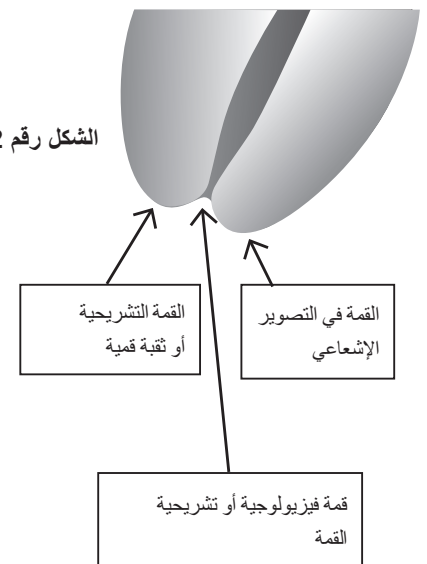 الشكل رقم 2
القمة في التصوير
الإشعاعي
القمة التشريحية
أو ثقبة قمية
قمة فيزيولوجية أو تشريحية
القمة